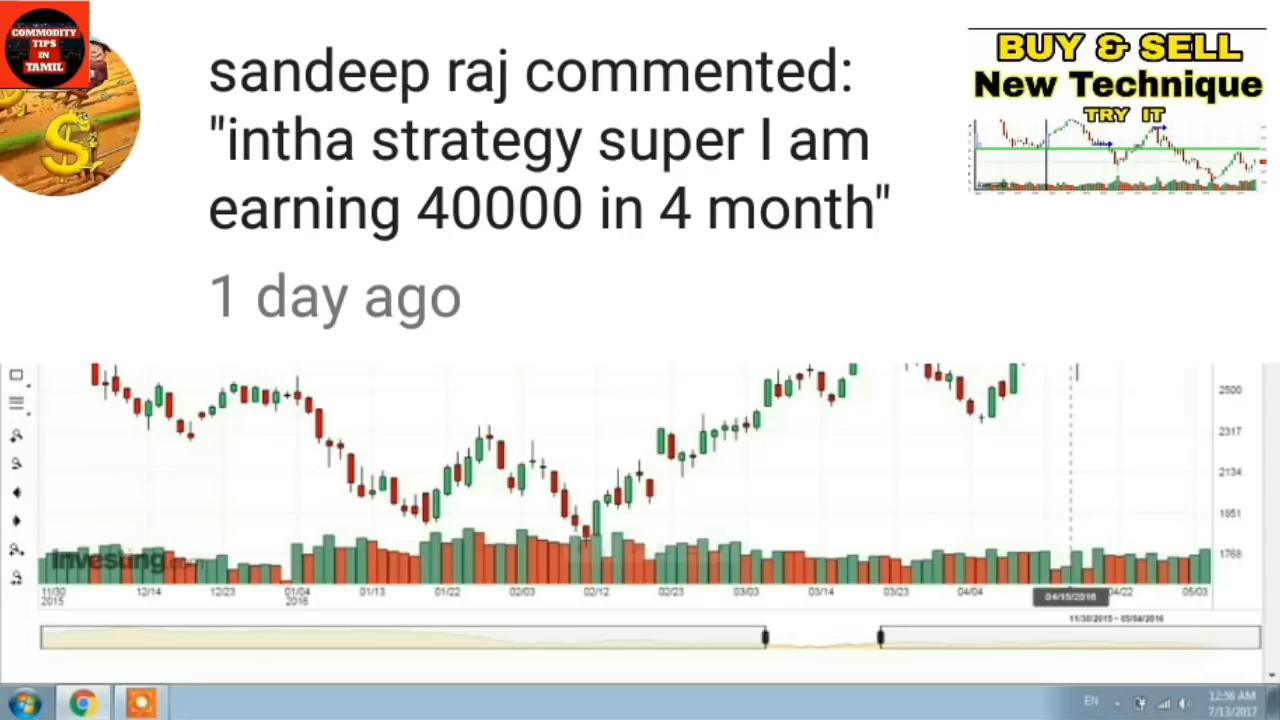 COMMODITY
TIPS
IN
TAMIL
sandeep raj commented:
"intha strategy super I am
earning 40000 in 4 month"
1 day ago
BUY & SELL
New Technique
TRY IT
2500
2317
2134
1951
1768
Investing.com
11/30 12/14 12/23 01/04 01/13 01/22 02/03 02/12 02/23 03/03 03/14 03/23 04/04 04/15/2016 04/22 05/03
2015 2016
11/30/2015 - 05/04/2016
EN
12:56 AM
7/13/2017